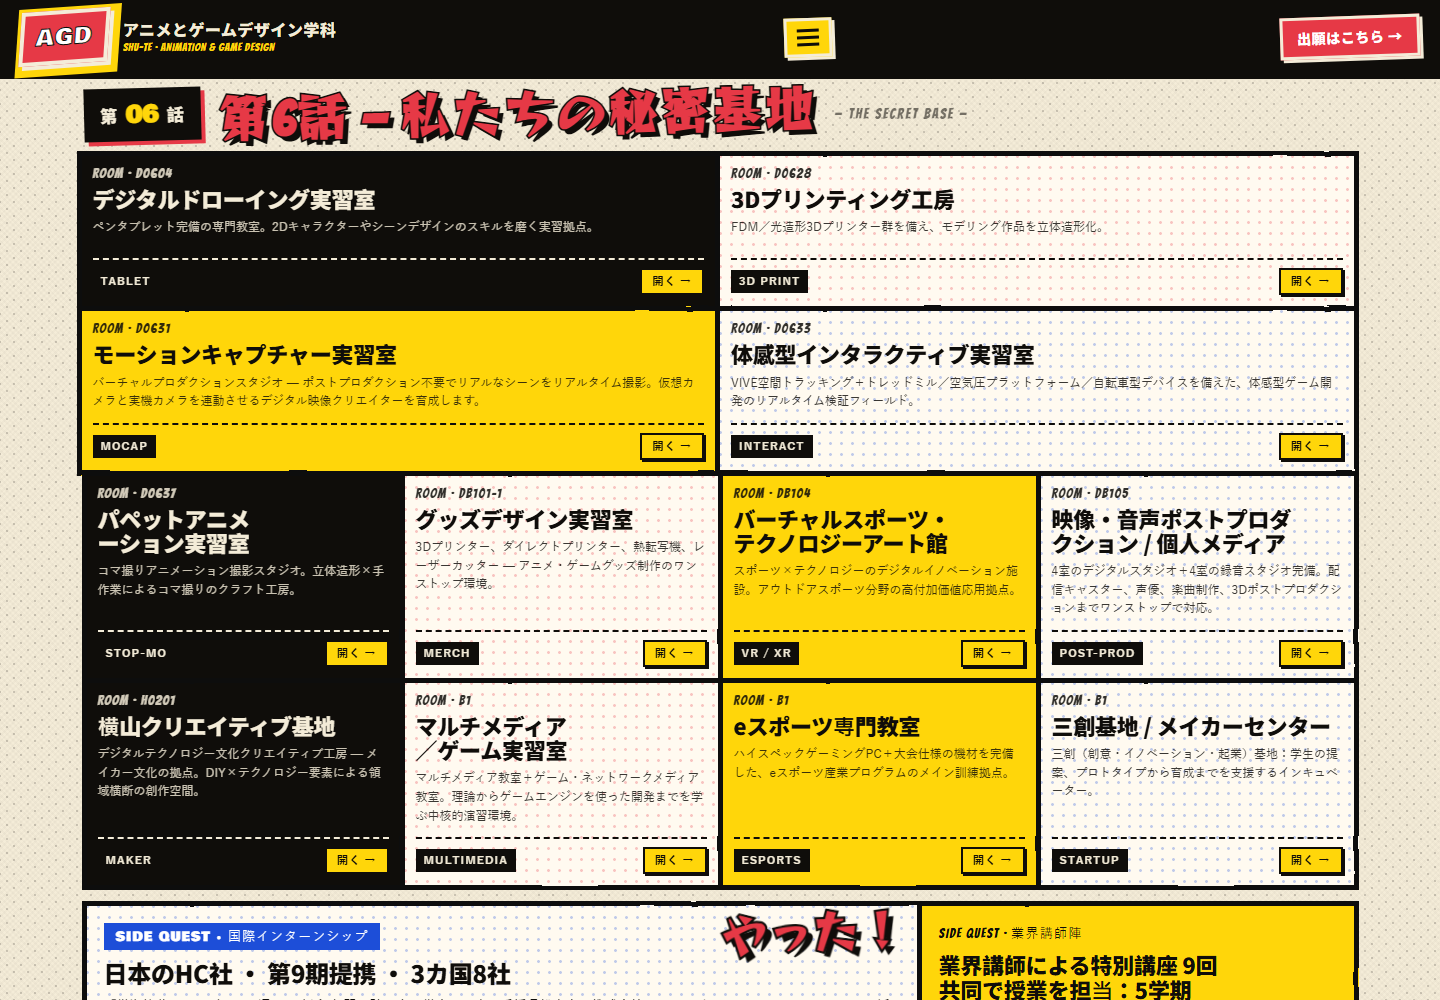 AGD
アニメとゲームデザイン学科
SHU-TE · ANIMATION & GAME DESIGN
出願はこちら →
第 06 話
第6話 – 私たちの秘密基地
– THE SECRET BASE –
ROOM · D0604
デジタルドローイング実習室
ペンタブレット完備の専門教室。2Dキャラクターやシーンデザインのスキルを磨く実習拠点。
TABLET
開く →
ROOM · D0628
3Dプリンティング工房
FDM／光造形3Dプリンター群を備え、モデリング作品を立体造形化。
3D PRINT
開く →
ROOM · D0631
モーションキャプチャー実習室
バーチャルプロダクションスタジオ — ポストプロダクション不要でリアルなシーンをリアルタイム撮影。仮想カ
メラと実機カメラを連動させるデジタル映像クリエイターを育成します。
MOCAP
開く →
ROOM · D0633
体感型インタラクティブ実習室
VIVE空間トラッキング＋トレッドミル／空気圧プラットフォーム／自転車型デバイスを備えた、体感型ゲーム開
発のリアルタイム検証フィールド。
INTERACT
開く →
ROOM · D0637
パペットアニメ
ーション実習室
コマ撮りアニメーション撮影スタジオ。立体造形×手
作業によるコマ撮りのクラフト工房。
STOP-MO
開く →
ROOM · DB101-1
グッズデザイン実習室
3Dプリンター、ダイレクトプリンター、熱転写機、レ
ーザーカッター — アニメ・ゲームグッズ制作のワン
ストップ環境。
MERCH
開く →
ROOM · DB104
バーチャルスポーツ・
テクノロジーアート館
スポーツ×テクノロジーのデジタルイノベーション施
設。アウトドアスポーツ分野の高付加価値応用拠点。
VR / XR
開く →
ROOM · DB105
映像・音声ポストプロダ
クション / 個人メディア
4室のデジタルスタジオ＋4室の録音スタジオ完備。配
信キャスター、声優、楽曲制作、3Dポストプロダクシ
ョンまでワンストップで対応。
POST-PROD
開く →
ROOM · H0201
横山クリエイティブ基地
デジタルテクノロジー文化クリエイティブ工房 — メ
イカー文化の拠点。DIY×テクノロジー要素による領
域横断の創作空間。
MAKER
開く →
ROOM · B1
マルチメディア
／ゲーム実習室
マルチメディア教室＋ゲーム・ネットワークメディア
教室。理論からゲームエンジンを使った開発までを学
ぶ中核的演習環境。
MULTIMEDIA
開く →
ROOM · B1
eスポーツ専門教室
ハイスペックゲーミングPC＋大会仕様の機材を完備
した、eスポーツ産業プログラムのメイン訓練拠点。
ESPORTS
開く →
ROOM · B1
三創基地 / メイカーセンター
三創（創意・イノベーション・起業）基地：学生の提
案、プロトタイプから育成までを支援するインキュベ
ーター。
STARTUP
開く →
SIDE QUEST · 国際インターンシップ
やった！
日本のHC社 ・ 第9期提携 ・ 3カ国8社
SIDE QUEST · 業界講師陣
業界講師による特別講座 9回
共同で授業を担当：5学期